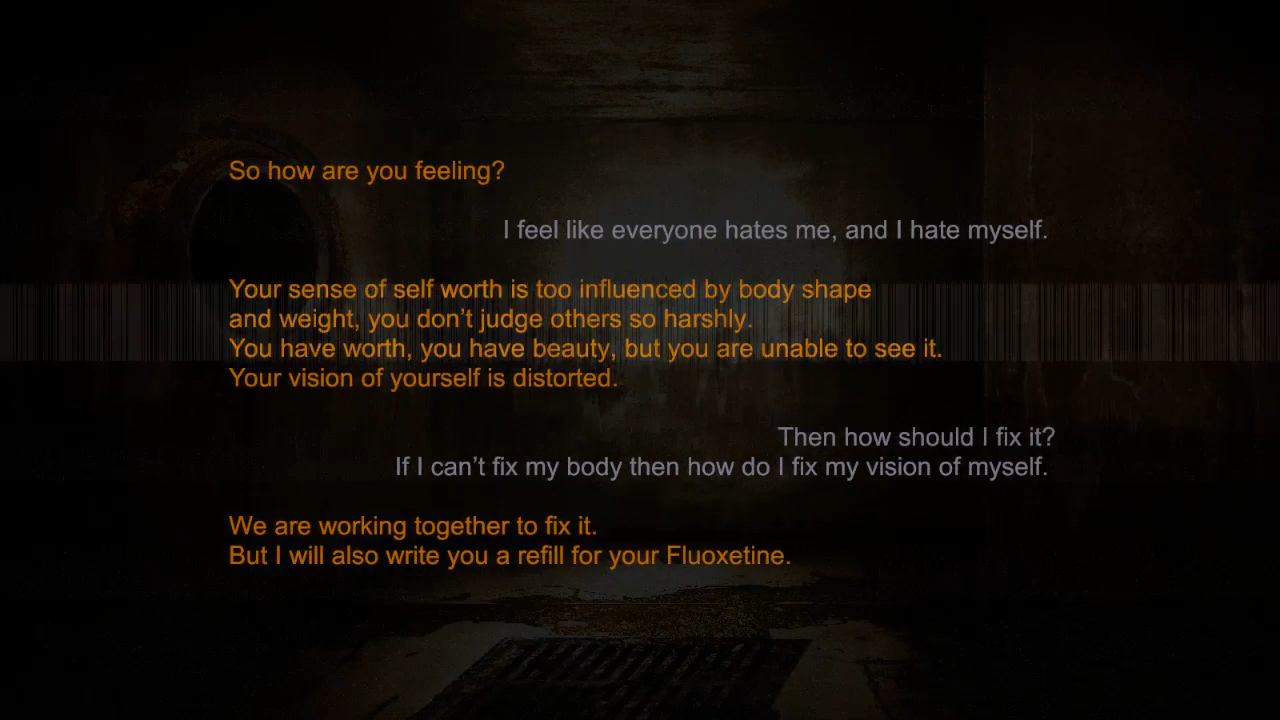 So how are you feeling?
I feel like everyone hates me, and I hate myself.
Your sense of self worth is too influenced by body shape
and weight, you don't judge others so harshly.
You have worth, you have beauty, but you are unable to see it.
Your vision of yourself is distorted.
Then how should I fix it?
If I can't fix my body then how do I fix my vision of myself.
We are working together to fix it.
But I will also write you a refill for your Fluoxetine.